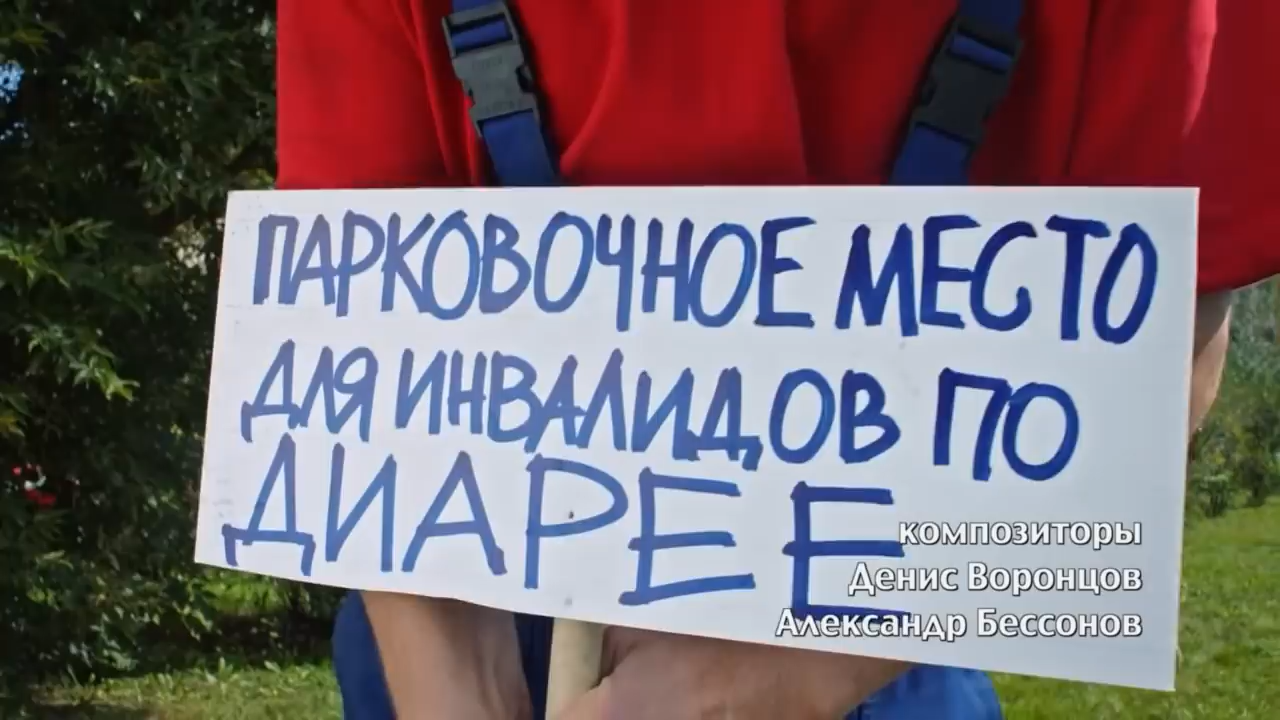 ПАРКОВОЧНОЕ МЕСТО
ДЛЯ ИНВАЛИДОВ ПО
ДИАРЕЕ
композиторы
Денис Воронцов
Александр Бессонов